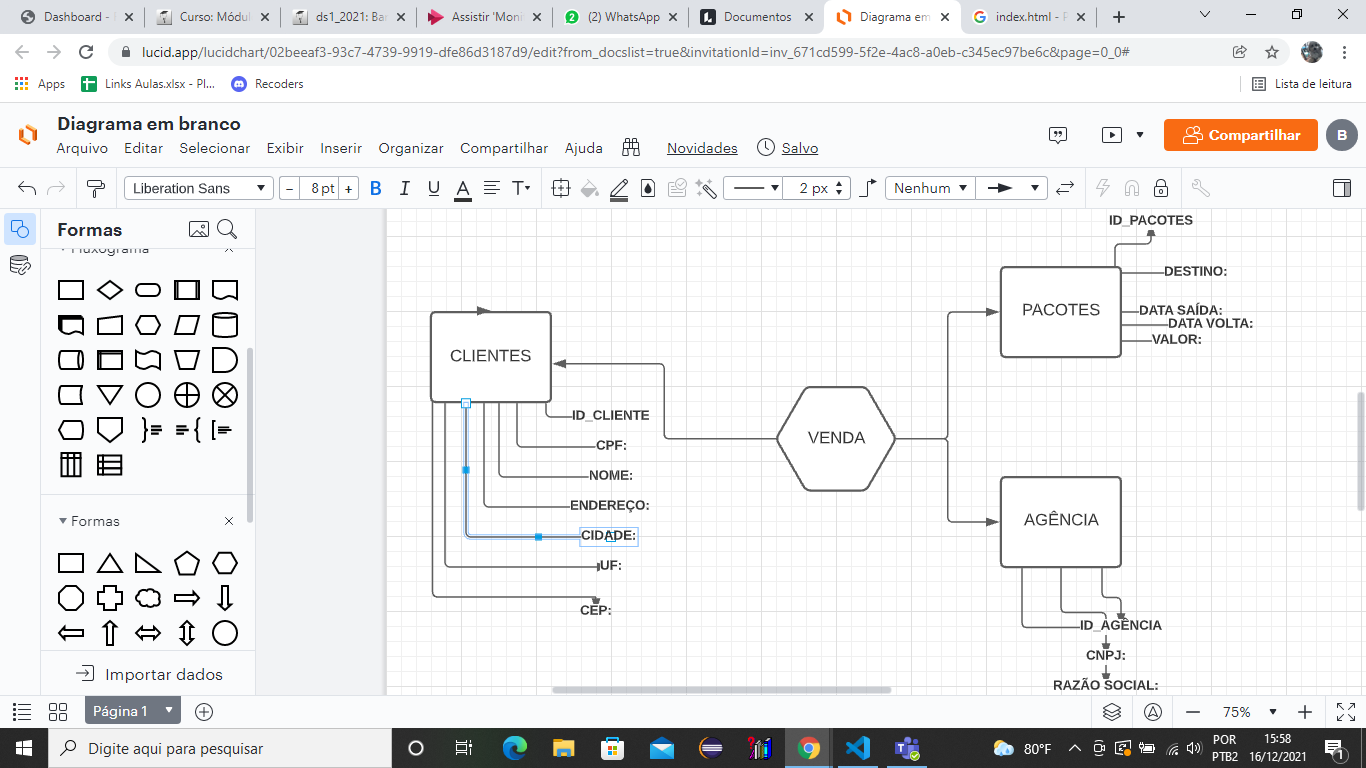 Dashboard -
Curso: Módul
ds1_2021: Bar
Assistir 'Moni
(2) WhatsApp
Documentos
Diagrama em
index.html - P
lucid.app/lucidchart/02beeaf3-93c7-4739-9919-dfe86d3187d9/edit?from_docslist=true&invitationId=inv_671cd599-5f2e-4ac8-a0eb-c345ec97be6c&page=0_0#
Apps
Links Aulas.xlsx - Pl...
Recoders
Lista de leitura
Diagrama em branco
Arquivo Editar Selecionar Exibir Inserir Organizar Compartilhar Ajuda Novidades Salvo
Compartilhar
B
Liberation Sans
8 pt
B I U A T
2 px
Nenhum
Formas
Fluxograma
Formas
Importar dados
ID_PACOTES
DESTINO:
PACOTES
DATA SAÍDA:
DATA VOLTA:
VALOR:
CLIENTES
ID_CLIENTE
CPF:
NOME:
ENDEREÇO:
CIDADE:
UF:
CEP:
VENDA
AGÊNCIA
ID_AGÊNCIA
CNPJ:
RAZÃO SOCIAL:
Página 1
75%
Digite aqui para pesquisar
80°F
POR
PTB2
15:58
16/12/2021
1